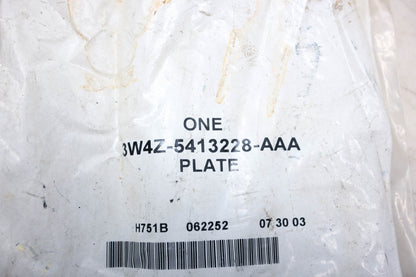 ONE
3W4Z-5413228-AAA
PLATE
H751B 062252 07 30 03